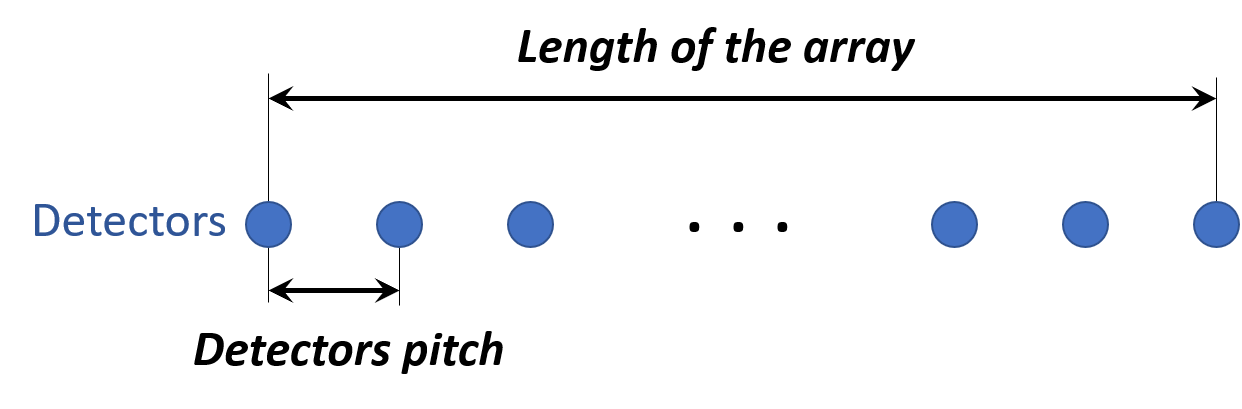 Length of the array
Detectors
. . .
Detectors pitch